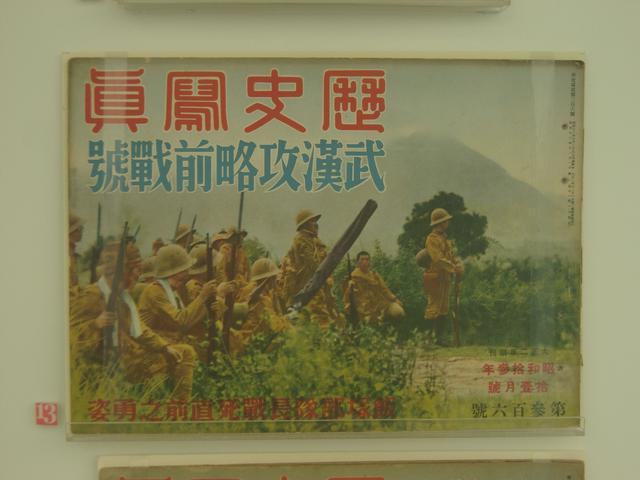 歷史寫眞
武漢攻略前戰號
昭和拾參年
拾壹月號
第參百六號
飯塚部隊長戰死直前之勇姿
13